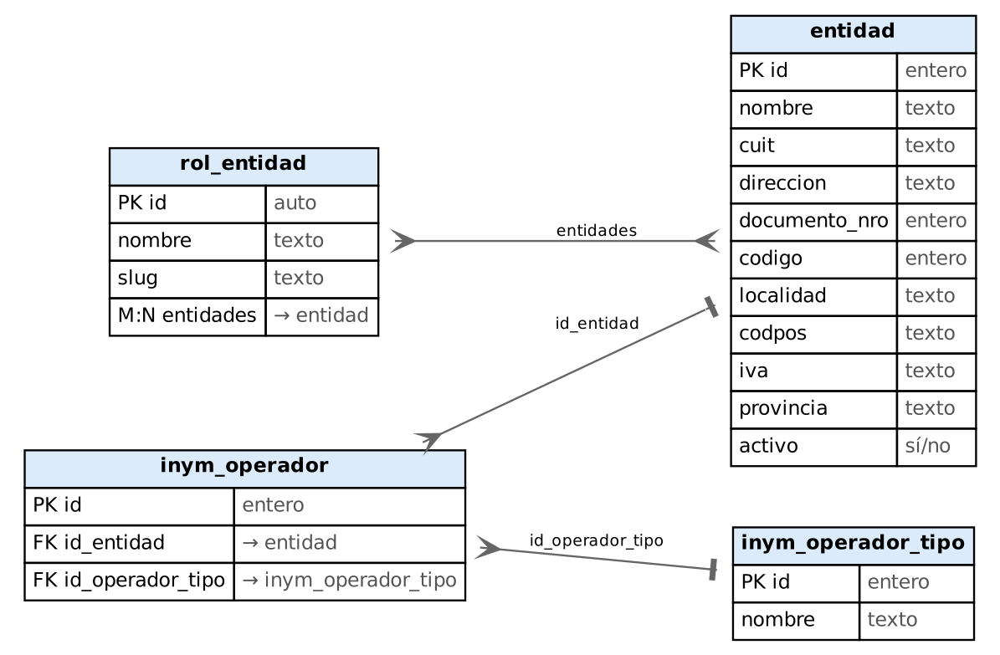 entidad
PK id entero
nombre texto
cuit texto
direccion texto
documento_nro entero
codigo entero
localidad texto
codpos texto
iva texto
provincia texto
activo sí/no
rol_entidad
PK id auto
nombre texto
slug texto
M:N entidades → entidad
entidades
id_entidad
inym_operador
PK id entero
FK id_entidad → entidad
FK id_operador_tipo → inym_operador_tipo
id_operador_tipo
inym_operador_tipo
PK id entero
nombre texto